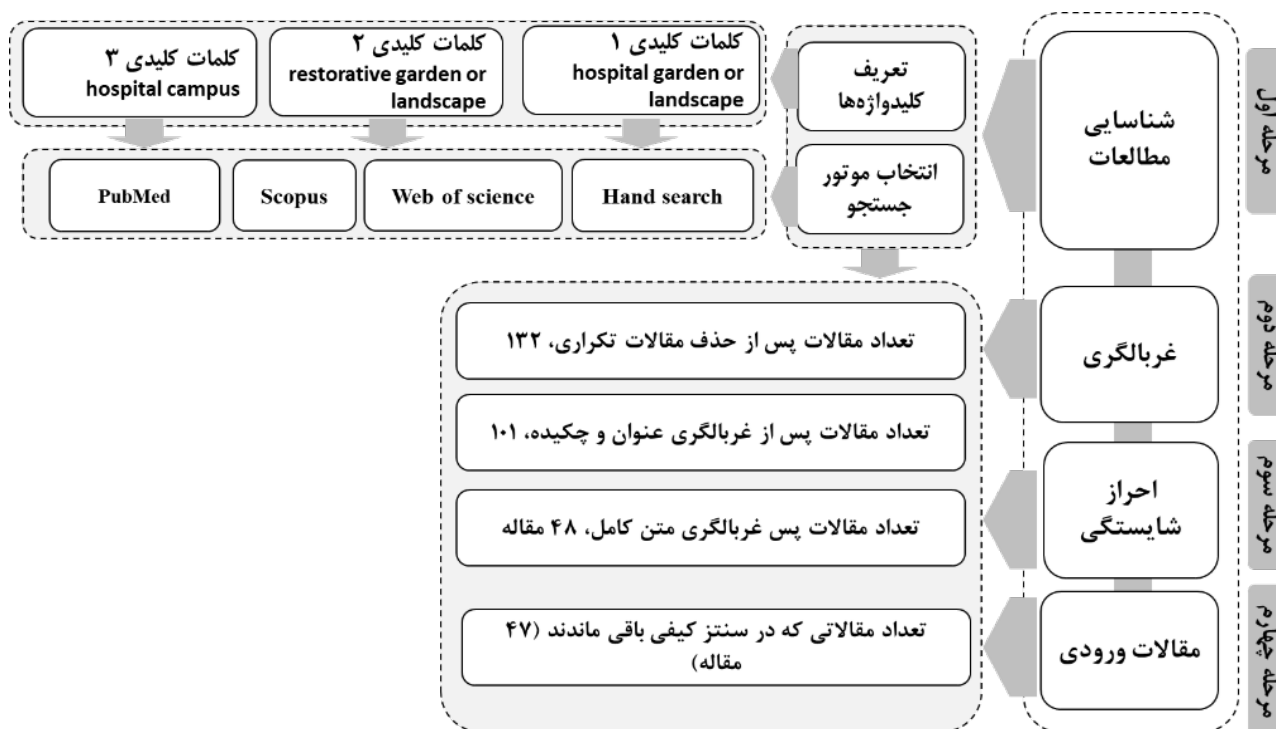 مرحله اول
شناسایی
مطالعات
تعریف
کلیدواژه‌ها
کلمات کلیدی ۱
hospital garden or
landscape
کلمات کلیدی ۲
restorative garden or
landscape
کلمات کلیدی ۳
hospital campus
انتخاب موتور
جستجو
Hand search
Web of science
Scopus
PubMed
مرحله دوم
غربالگری
تعداد مقالات پس از حذف مقالات تکراری، ۱۳۲
تعداد مقالات پس از غربالگری عنوان و چکیده، ۱۰۱
مرحله سوم
احراز
شایستگی
تعداد مقالات پس غربالگری متن کامل، ۴۸ مقاله
مرحله چهارم
مقالات ورودی
تعداد مقالاتی که در سنتز کیفی باقی ماندند (۴۷
مقاله)